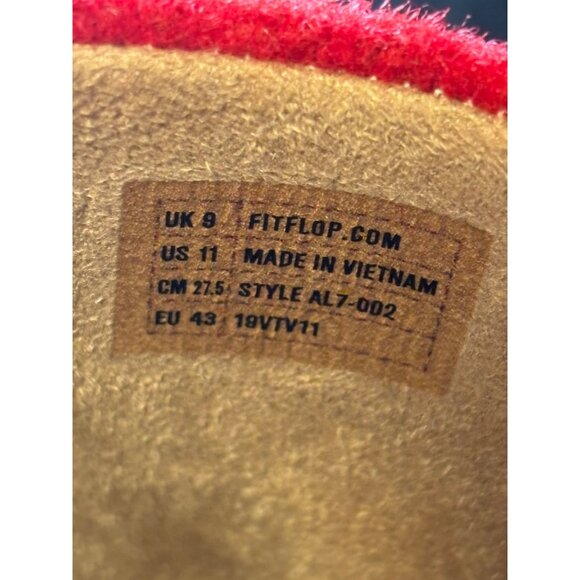 UK 9 FITFLOP.COM
US 11 MADE IN VIETNAM
CM 27.5 STYLE AL7-002
EU 43 19VTV11